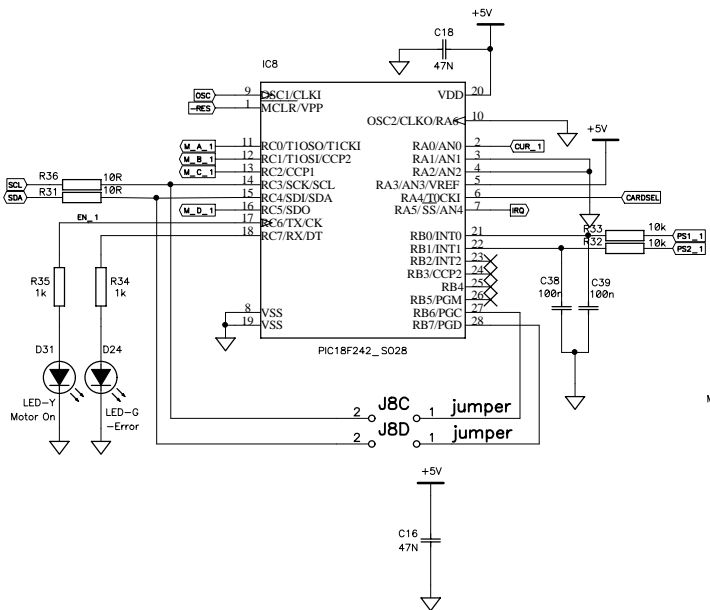 +5V
C18
47N
IC8
OSC 9 OSC1/CLKI VDD 20
-RES 1 MCLR/VPP
OSC2/CLKO/RA6 10
+5V
M_A_1 11 RC0/T1OSO/T1CKI RA0/AN0 2 CUR_1
M_B_1 12 RC1/T1OSI/CCP2 RA1/AN1 3
M_C_1 13 RC2/CCP1 RA2/AN2 4
SCL R36 10R 14 RC3/SCK/SCL RA3/AN3/VREF 5
SDA R31 10R 15 RC4/SDI/SDA RA4/T0CKI 6 CARDSEL
M_D_1 16 RC5/SDO RA5/SS/AN4 7 IRQ
EN_1 17 RC6/TX/CK
18 RC7/RX/DT RB0/INT0 21 R33 10k PS1_1
RB1/INT1 22 R32 10k PS2_1
RB2/INT2 23
RB3/CCP2 24
RB4 25
RB5/PGM 26
RB6/PGC 27
RB7/PGD 28
R35
1k
R34
1k
C38
100n
C39
100n
8 VSS
19 VSS
PIC18F242_SO28
D31
D24
LED-Y
Motor On
LED-G
-Error
2 J8C 1 jumper
2 J8D 1 jumper
+5V
C16
47N